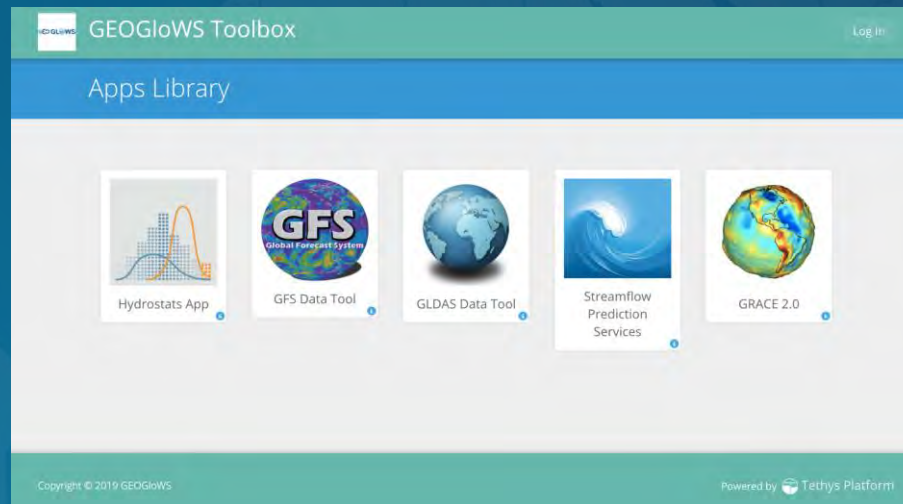 GEOGloWS
GEOGloWS Toolbox
Log In
Apps Library
GFS
Global Forecast System
Hydrostats App
GFS Data Tool
GLDAS Data Tool
Streamflow
Prediction
Services
GRACE 2.0
Copyright © 2019 GEOGloWS
Powered by Tethys Platform